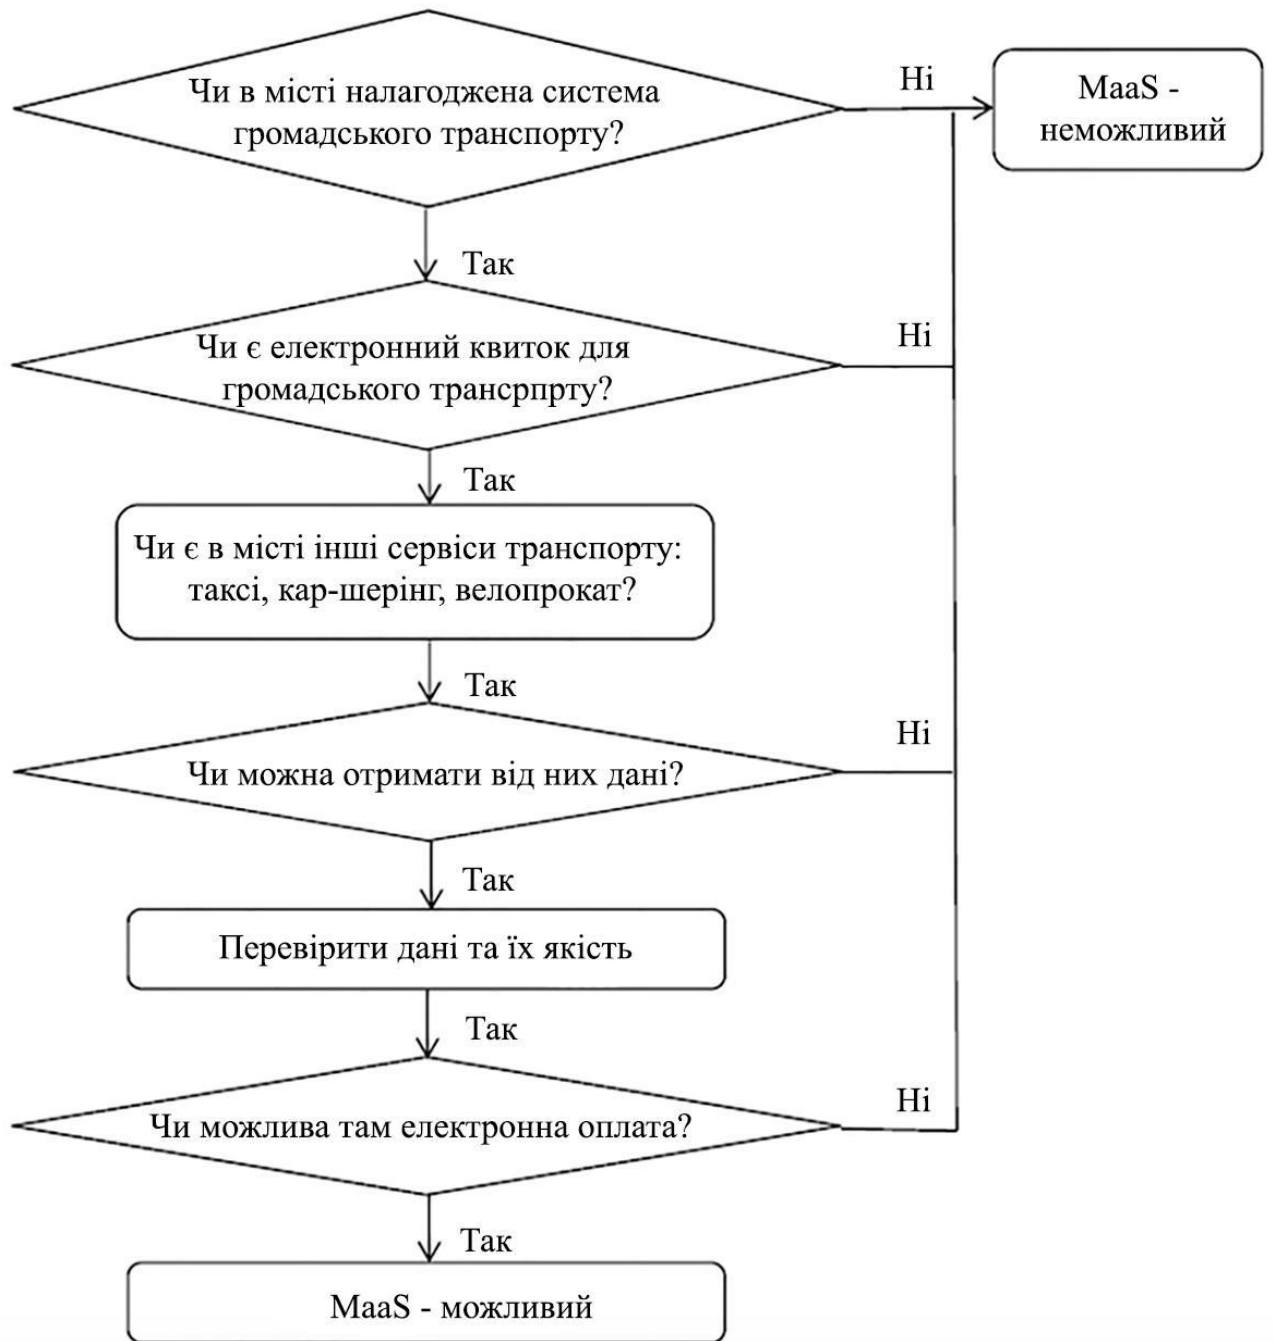 Чи в місті налагоджена система
громадського транспорту?
Ні
MaaS -
неможливий
Так
Чи є електронний квиток для
громадського трансрпрту?
Ні
Так
Чи є в місті інші сервіси транспорту:
таксі, кар-шерінг, велопрокат?
Так
Чи можна отримати від них дані?
Ні
Так
Перевірити дані та їх якість
Так
Чи можлива там електронна оплата?
Ні
Так
MaaS - можливий